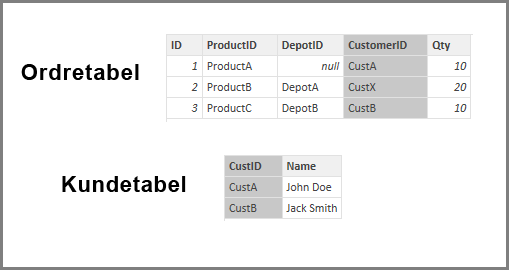 Ordretabel
ID ProductID DepotID CustomerID Qty
1 ProductA null CustA 10
2 ProductB DepotA CustX 20
3 ProductC DepotB CustB 10
Kundetabel
CustID Name
CustA John Doe
CustB Jack Smith